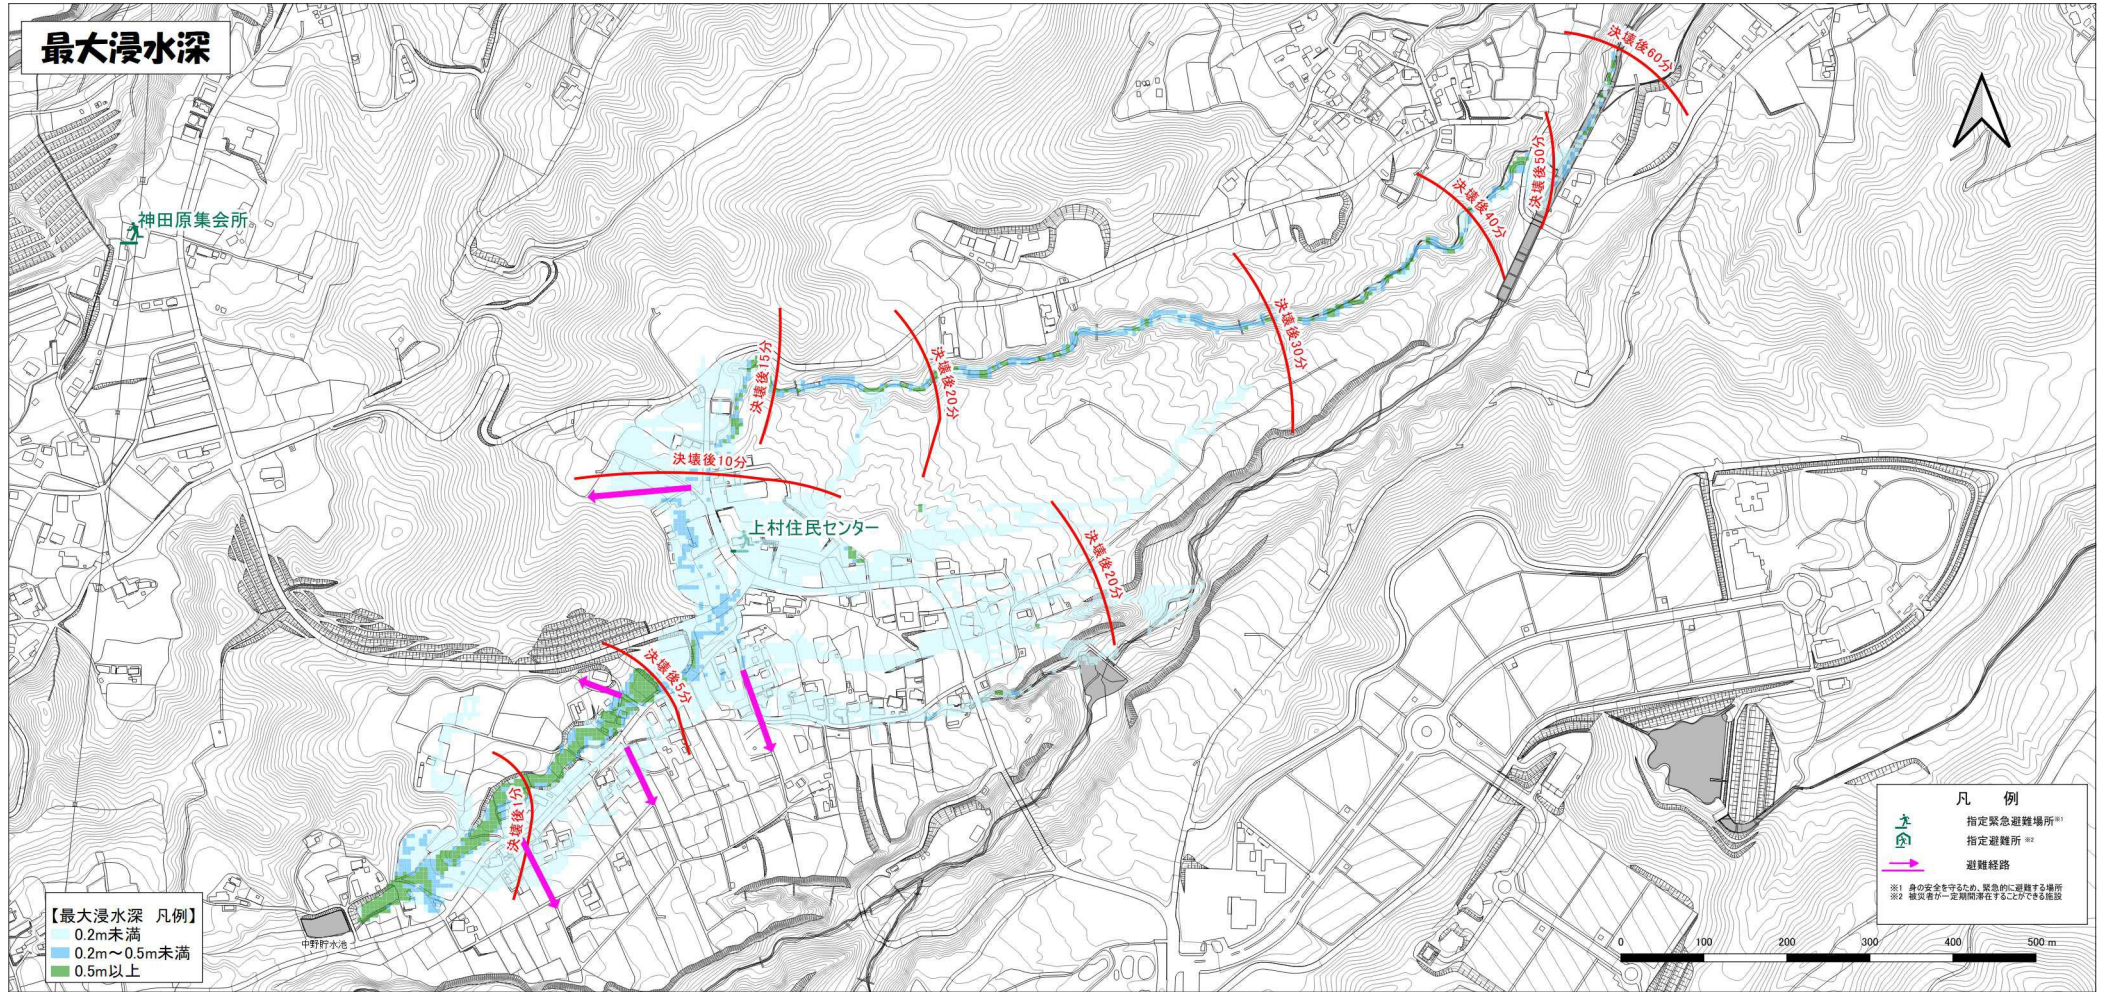 最大浸水深
決壊後60分
決壊後50分
決壊後40分
神田原集会所
決壊後30分
決壊後15分
決壊後20分
決壊後10分
上村住民センター
決壊後20分
決壊後5分
決壊後1分
中野貯水池
【最大浸水深 凡例】
0.2m未満
0.2m~0.5m未満
0.5m以上
凡 例
指定緊急避難場所※1
指定避難所 ※2
避難経路
※1 身の安全を守るため、緊急的に避難する場所
※2 被災者が一定期間滞在することができる施設
0 100 200 300 400 500 m